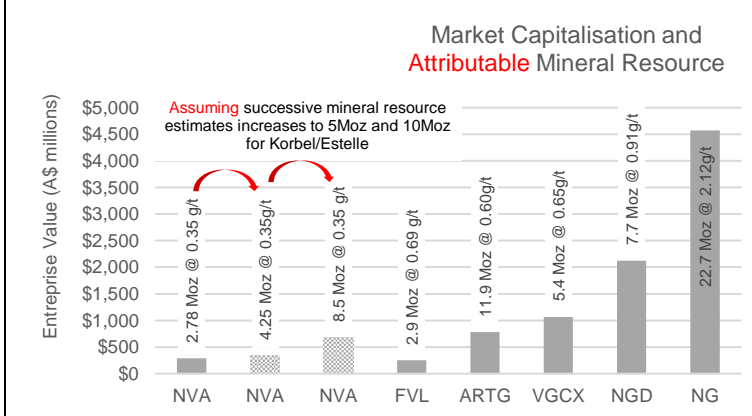 Market Capitalisation and
Attributable Mineral Resource
Entreprise Value (A$ millions)
$5,000
$4,500
$4,000
$3,500
$3,000
$2,500
$2,000
$1,500
$1,000
$500
$0
Assuming successive mineral resource
estimates increases to 5Moz and 10Moz
for Korbel/Estelle
2.78 Moz @ 0.35 g/t
4.25 Moz @ 0.35g/t
8.5 Moz @ 0.35 g/t
2.9 Moz @ 0.69 g/t
11.9 Moz @ 0.60g/t
5.4 Moz @ 0.65g/t
7.7 Moz @ 0.91g/t
22.7 Moz @ 2.12g/t
NVA NVA NVA FVL ARTG VGCX NGD NG